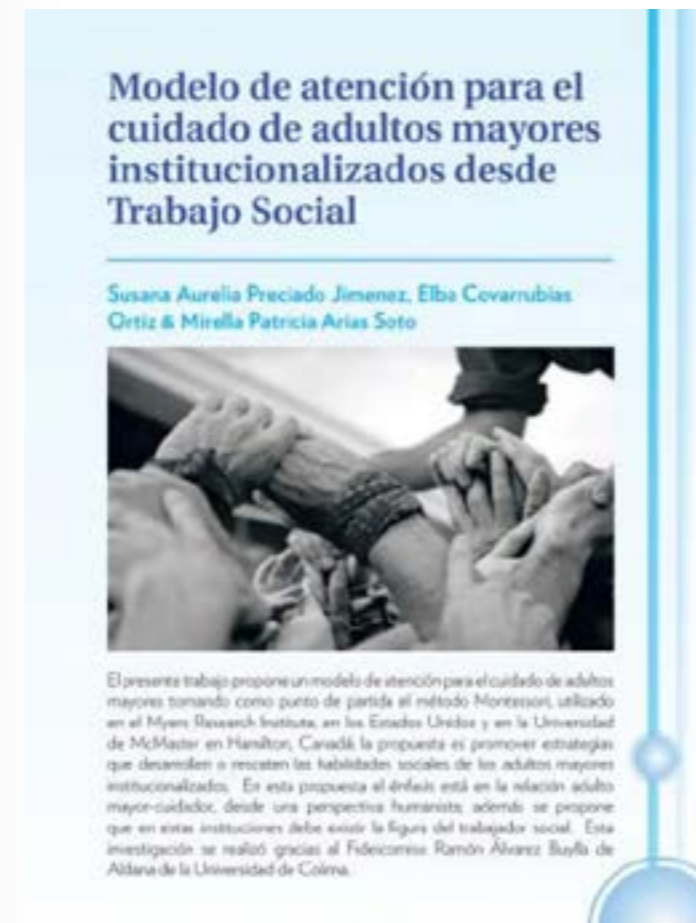 Modelo de atención para el
cuidado de adultos mayores
institucionalizados desde
Trabajo Social
Susana Aurelia Preciado Jimenez, Elba Covarrubias
Ortiz & Mirella Patricia Arias Soto
El presente trabajo propone un modelo de atención para el cuidado de adultos
mayores tomando como punto de partida el método Montessori, utilizado
en el Myers Research Institute, en los Estados Unidos y en la Universidad
de McMaster en Hamilton, Canadá; la propuesta es promover estrategias
que desarrollen o rescaten las habilidades sociales de los adultos mayores
institucionalizados. En esta propuesta el énfasis está en la relación adulto
mayor-cuidador, desde una perspectiva humanista; además se propone
que en estas instituciones debe existir la figura del trabajador social. Esta
investigación se realizó gracias al Fideicomiso Ramón Álvarez Buylla de
Aldana de la Universidad de Colima.